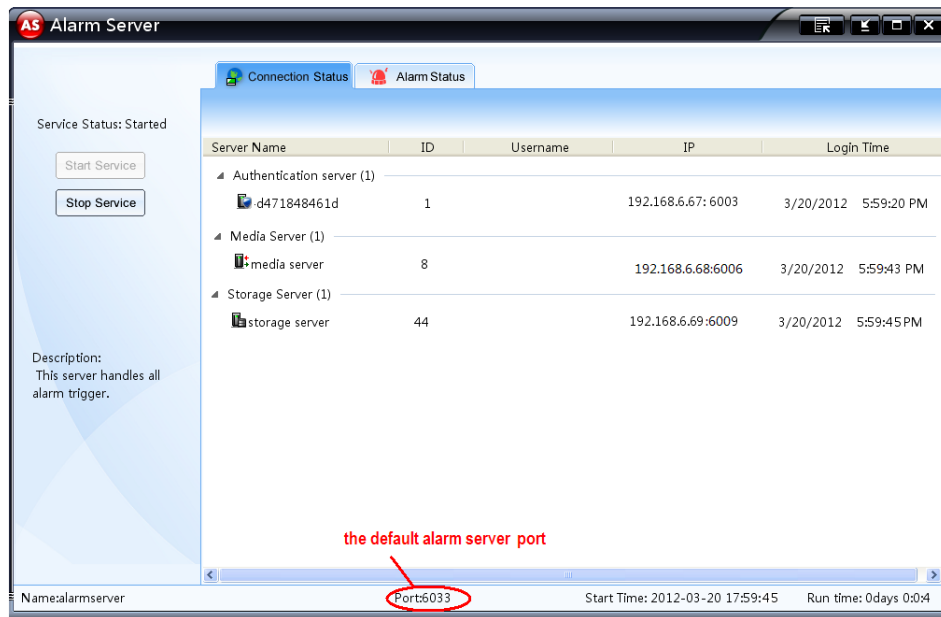 AS Alarm Server
Connection Status Alarm Status
Service Status: Started
Start Service
Stop Service
Server Name ID Username IP Login Time
Authentication server (1)
d471848461d 1 192.168.6.67: 6003 3/20/2012 5:59:20 PM
Media Server (1)
media server 8 192.168.6.68:6006 3/20/2012 5:59:43 PM
Storage Server (1)
storage server 44 192.168.6.69:6009 3/20/2012 5:59:45 PM
Description:
This server handles all
alarm trigger.
the default alarm server port
Name:alarmserver Port:6033 Start Time: 2012-03-20 17:59:45 Run time: 0days 0:0:4